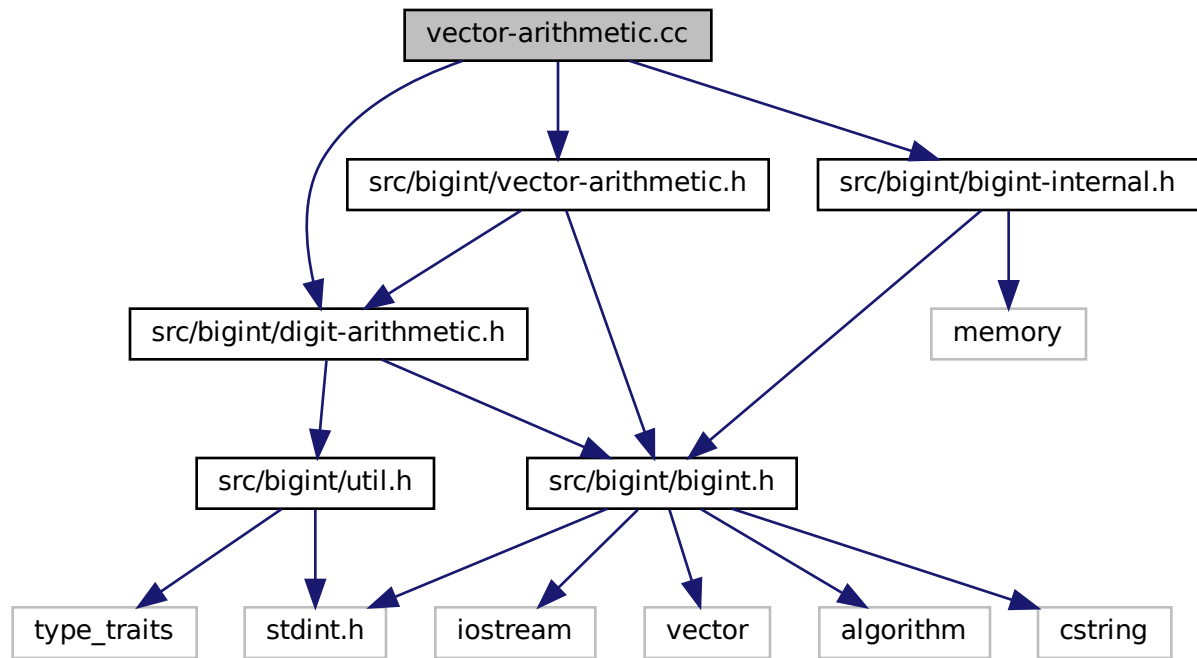 vector-arithmetic.cc
src/bigint/vector-arithmetic.h
src/bigint/bigint-internal.h
src/bigint/digit-arithmetic.h
memory
src/bigint/util.h
src/bigint/bigint.h
type_traits
stdint.h
iostream
vector
algorithm
cstring